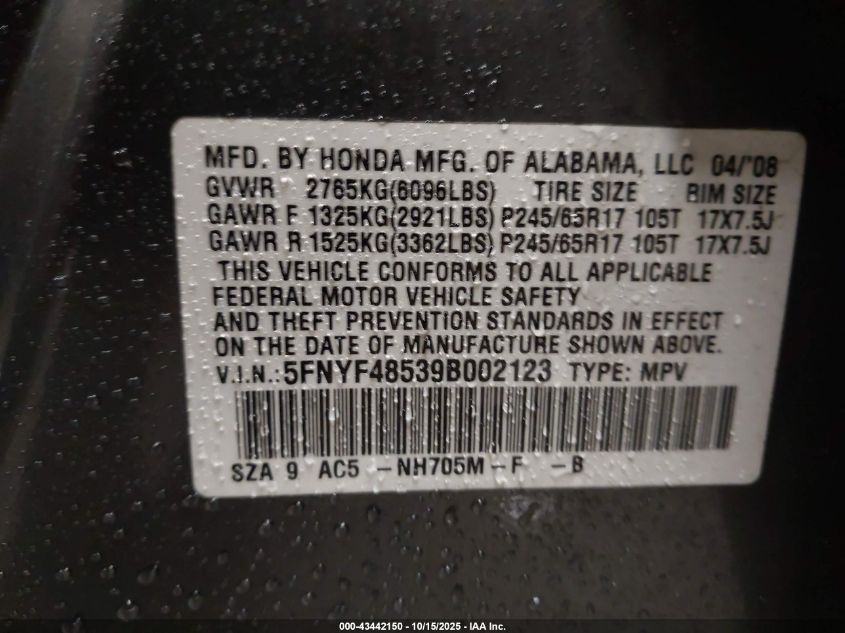 MFD. BY HONDA MFG. OF ALABAMA, LLC 04/'08
GVWR 2765KG(6096LBS) TIRE SIZE RIM SIZE
GAWR F 1325KG(2921LBS) P245/65R17 105T 17X7.5J
GAWR R 1525KG(3362LBS) P245/65R17 105T 17X7.5J
THIS VEHICLE CONFORMS TO ALL APPLICABLE
FEDERAL MOTOR VEHICLE SAFETY
AND THEFT PREVENTION STANDARDS IN EFFECT
ON THE DATE OF MANUFACTURE SHOWN ABOVE.
V.I.N.: 5FNYF48539B002123 TYPE: MPV
SZA 9 AC5 -NH705M-F -B
000-43442150 - 10/15/2025 - IAA Inc.